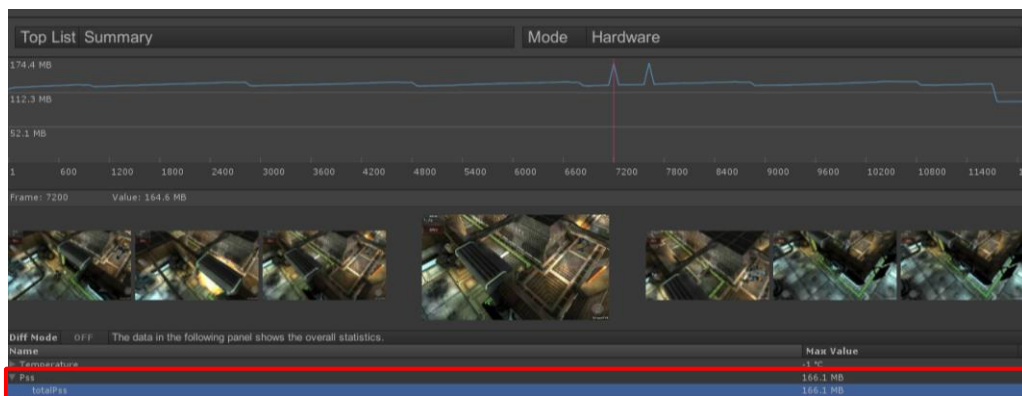 Top List Summary Mode Hardware
174.4 MB
112.3 MB
52.1 MB
1 600 1200 1800 2400 3000 3600 4200 4800 5400 6000 6600 7200 7800 8400 9000 9600 10200 10800 11400
Frame: 7200 Value: 164.6 MB
Diff Mode OFF The data in the following panel shows the overall statistics.
Name Max Value
Temperature -1 °C
Pss 166.1 MB
totalPss 166.1 MB